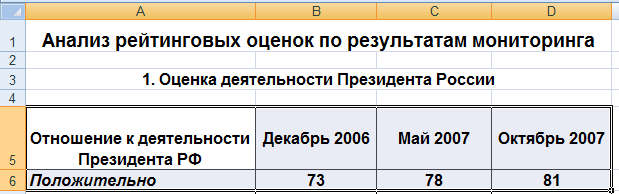 A B C D
1 Анализ рейтинговых оценок по результатам мониторинга
2
3 1. Оценка деятельности Президента России
4
Отношение к деятельности Декабрь 2006 Май 2007 Октябрь 2007
5 Президента РФ
6 Положительно 73 78 81